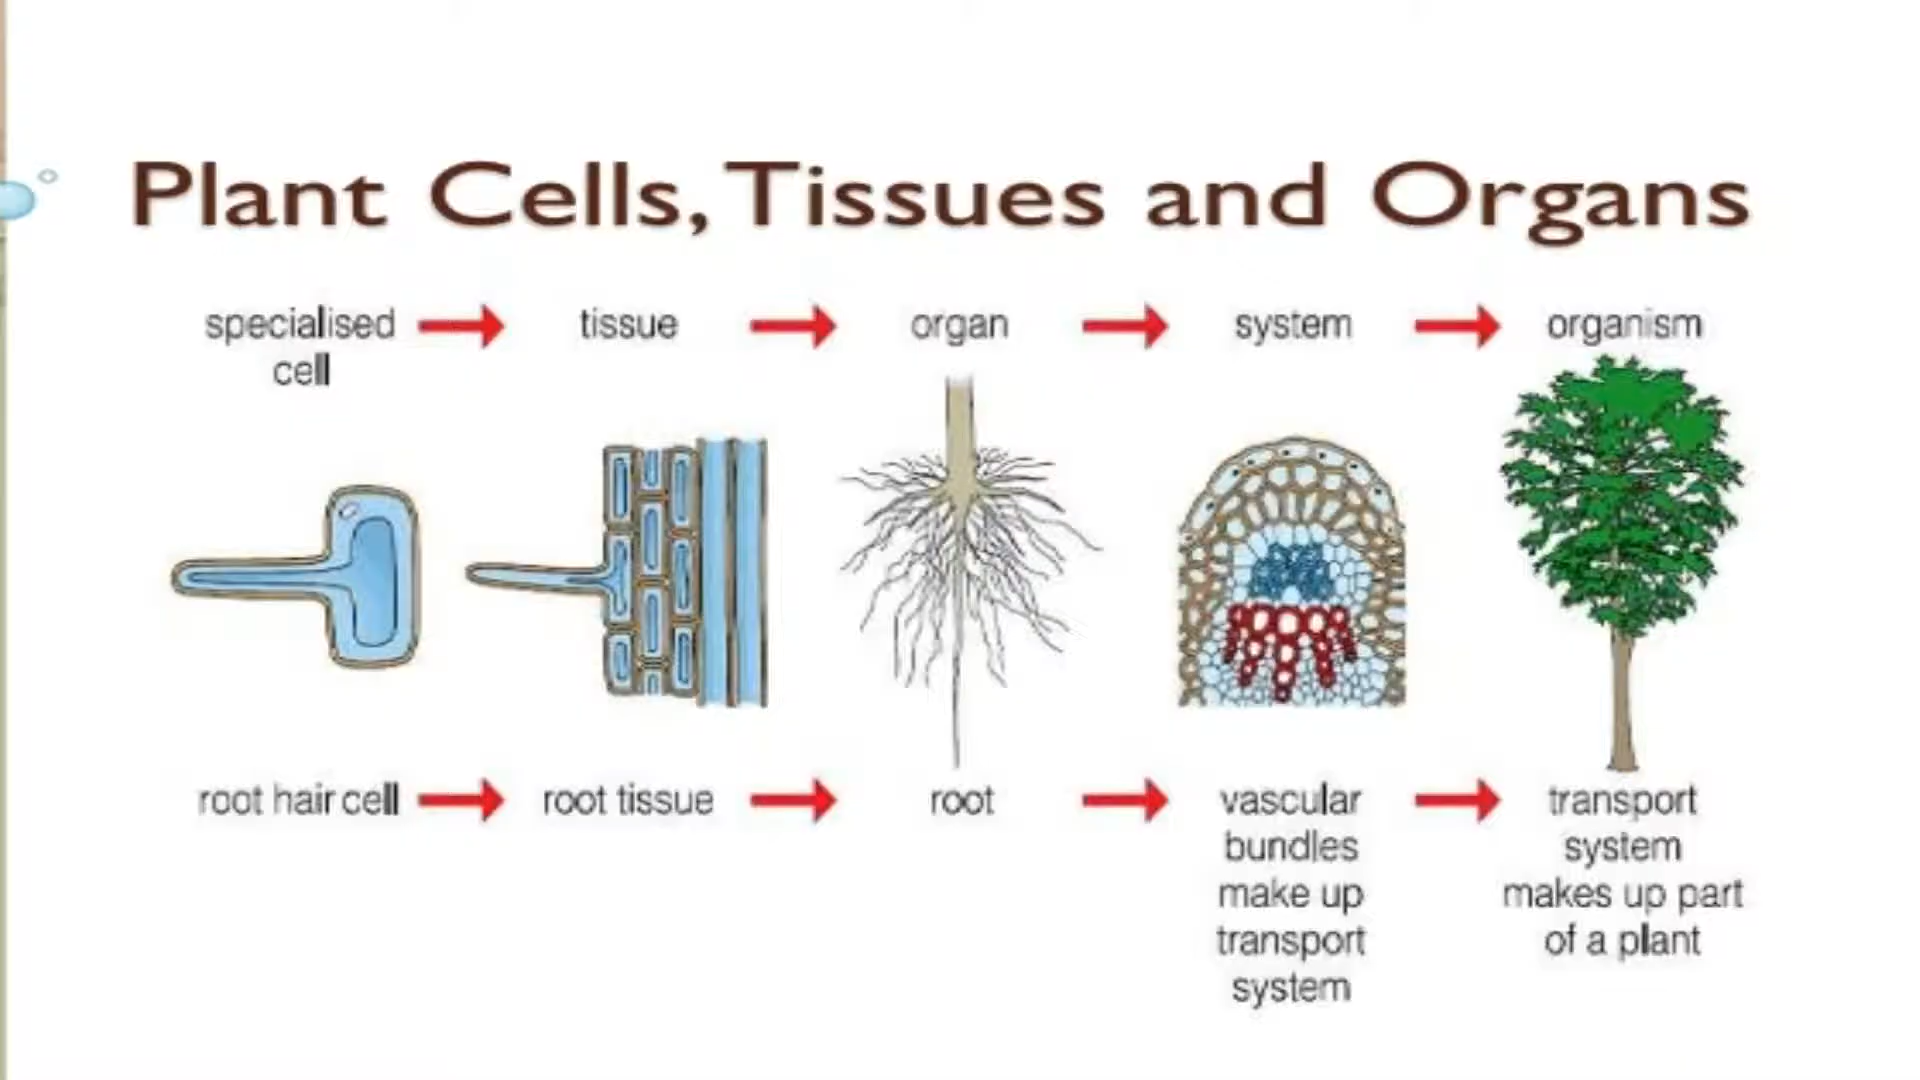 Plant Cells, Tissues and Organs
specialised
cell
tissue
organ
system
organism
root hair cell
root tissue
root
vascular
bundles
make up
transport
system
transport
system
makes up part
of a plant